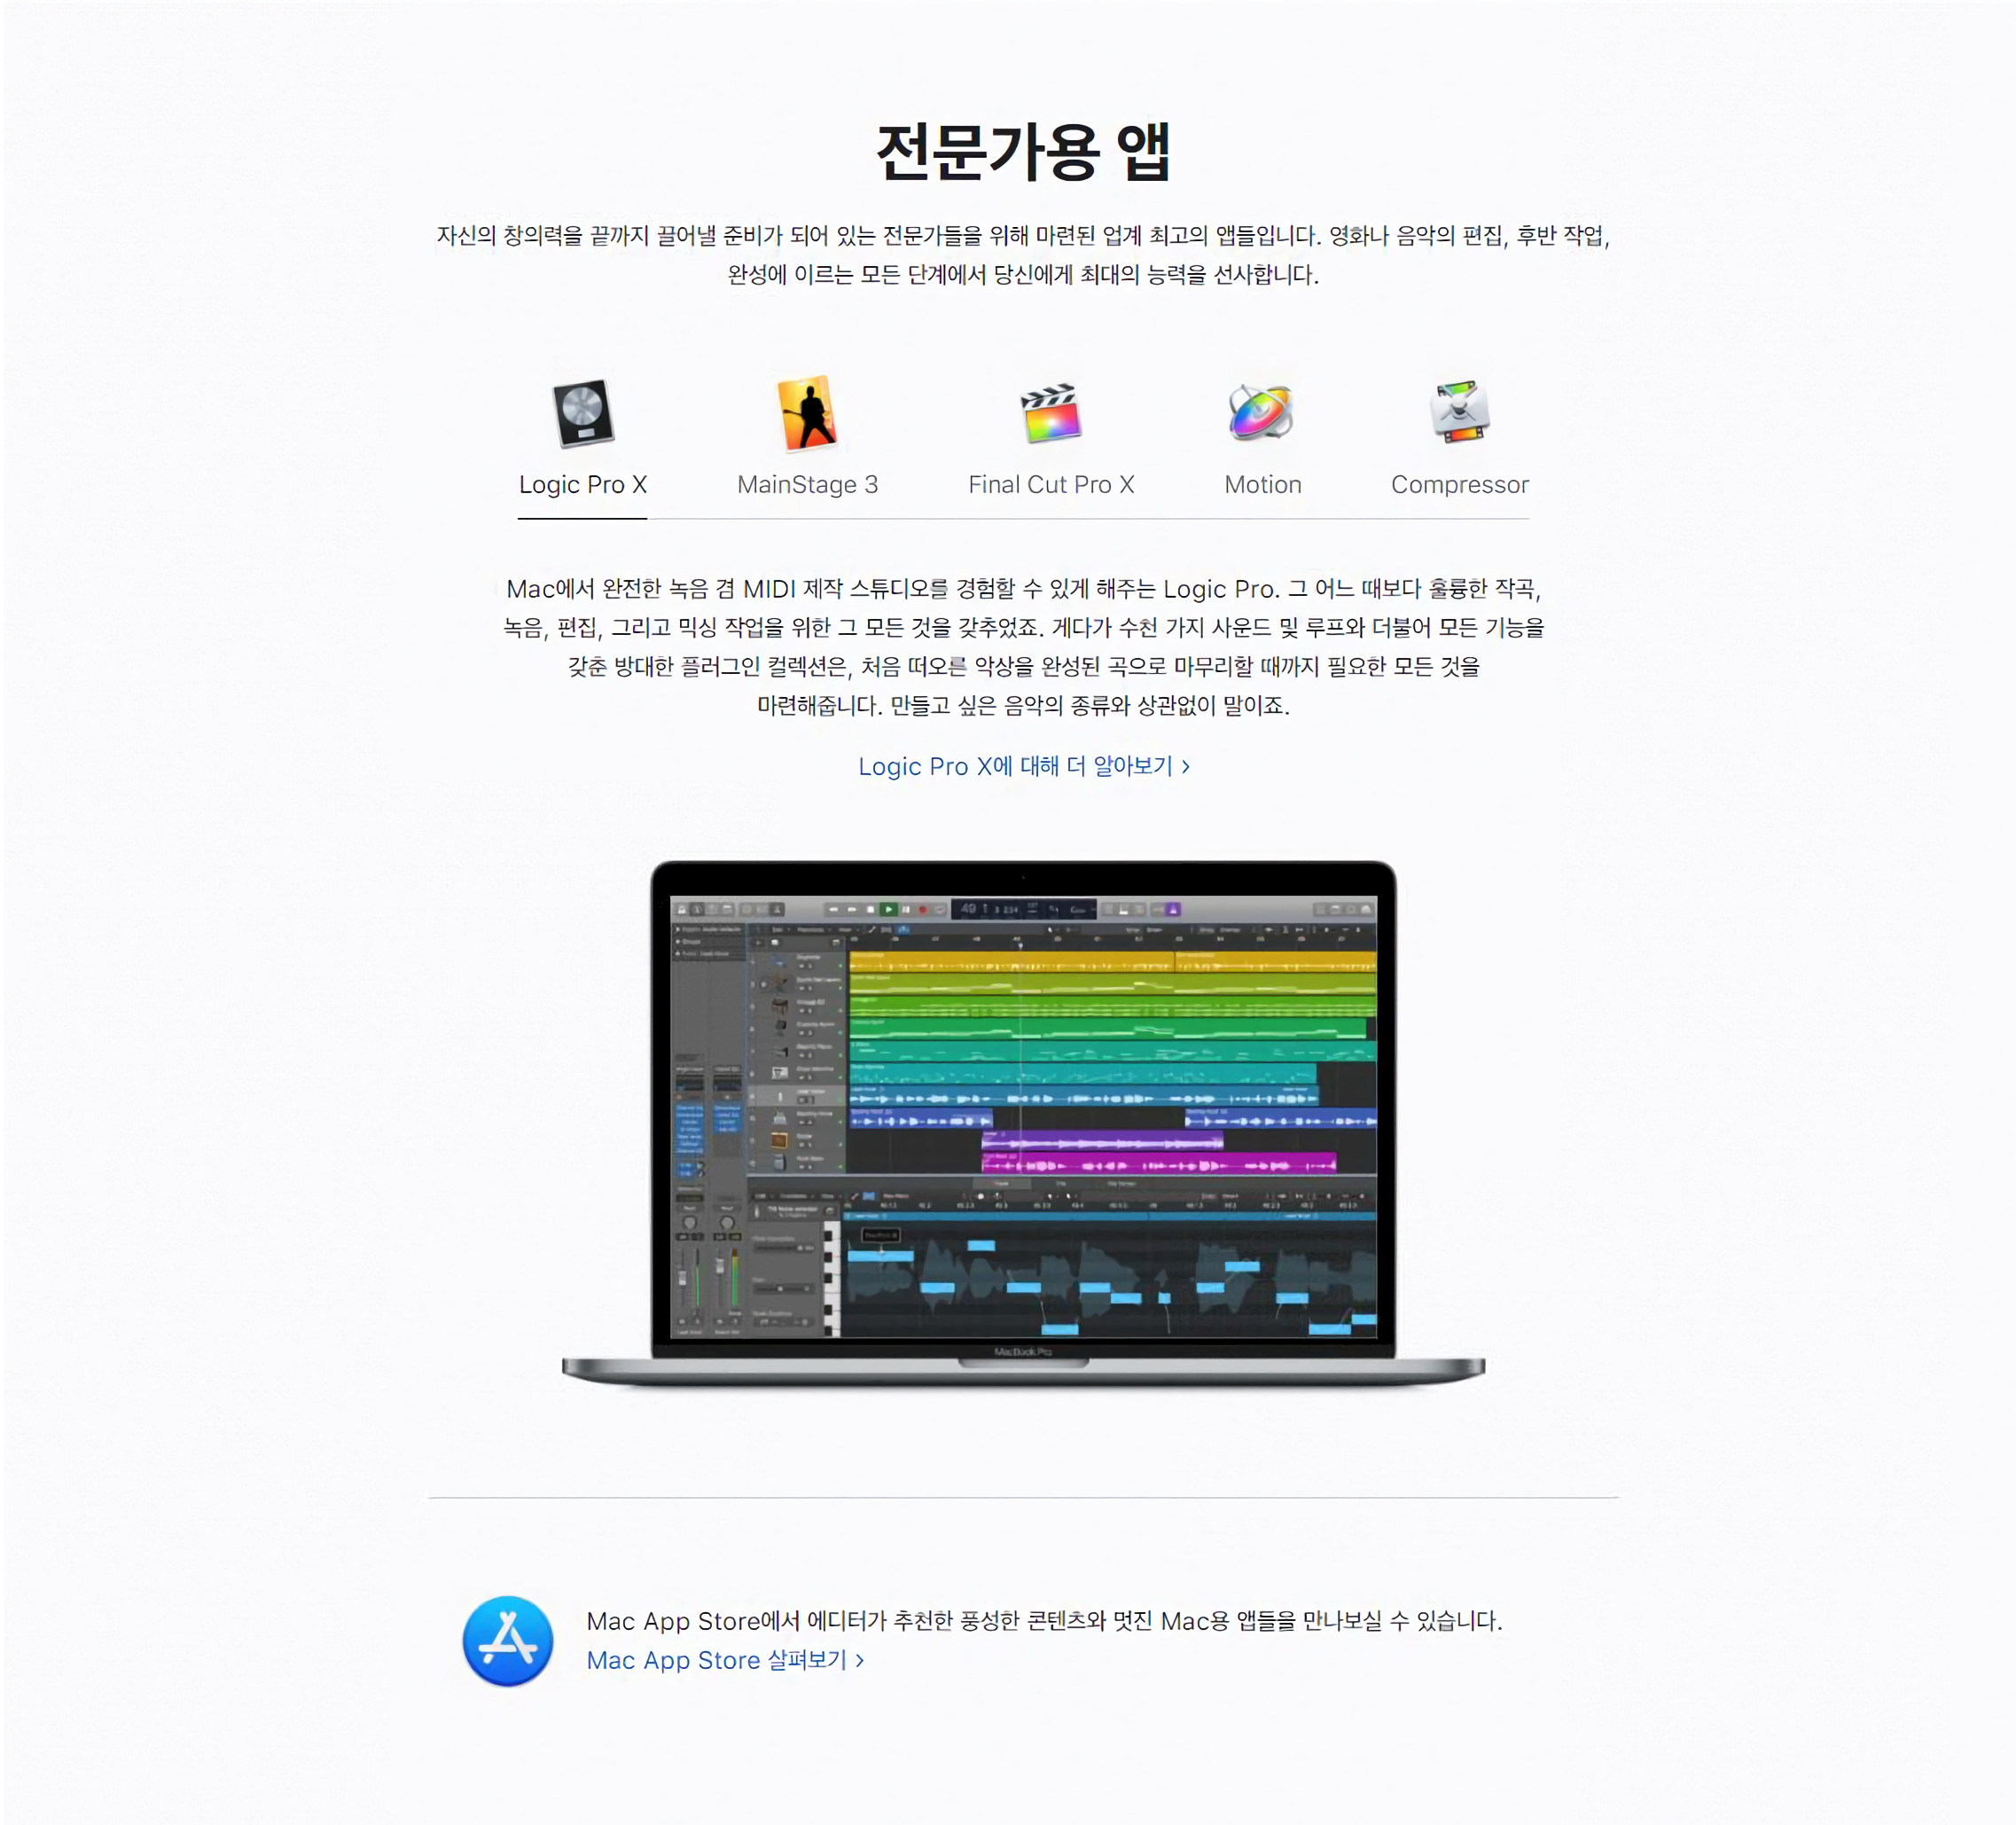 전문가용 앱
자신의 창의력을 끝까지 끌어낼 준비가 되어 있는 전문가들을 위해 마련된 업계 최고의 앱들입니다. 영화나 음악의 편집, 후반 작업,
완성에 이르는 모든 단계에서 당신에게 최대의 능력을 선사합니다.
Logic Pro X
MainStage 3
Final Cut Pro X
Motion
Compressor
Mac에서 완전한 녹음 겸 MIDI 제작 스튜디오를 경험할 수 있게 해주는 Logic Pro. 그 어느 때보다 훌륭한 작곡,
녹음, 편집, 그리고 믹싱 작업을 위한 그 모든 것을 갖추었죠. 게다가 수천 가지 사운드 및 루프와 더불어 모든 기능을
갖춘 방대한 플러그인 컬렉션은, 처음 떠오른 악상을 완성된 곡으로 마무리할 때까지 필요한 모든 것을
마련해줍니다. 만들고 싶은 음악의 종류와 상관없이 말이죠.
Logic Pro X에 대해 더 알아보기 >
MacBook Pro
Mac App Store에서 에디터가 추천한 풍성한 콘텐츠와 멋진 Mac용 앱들을 만나보실 수 있습니다.
Mac App Store 살펴보기 >